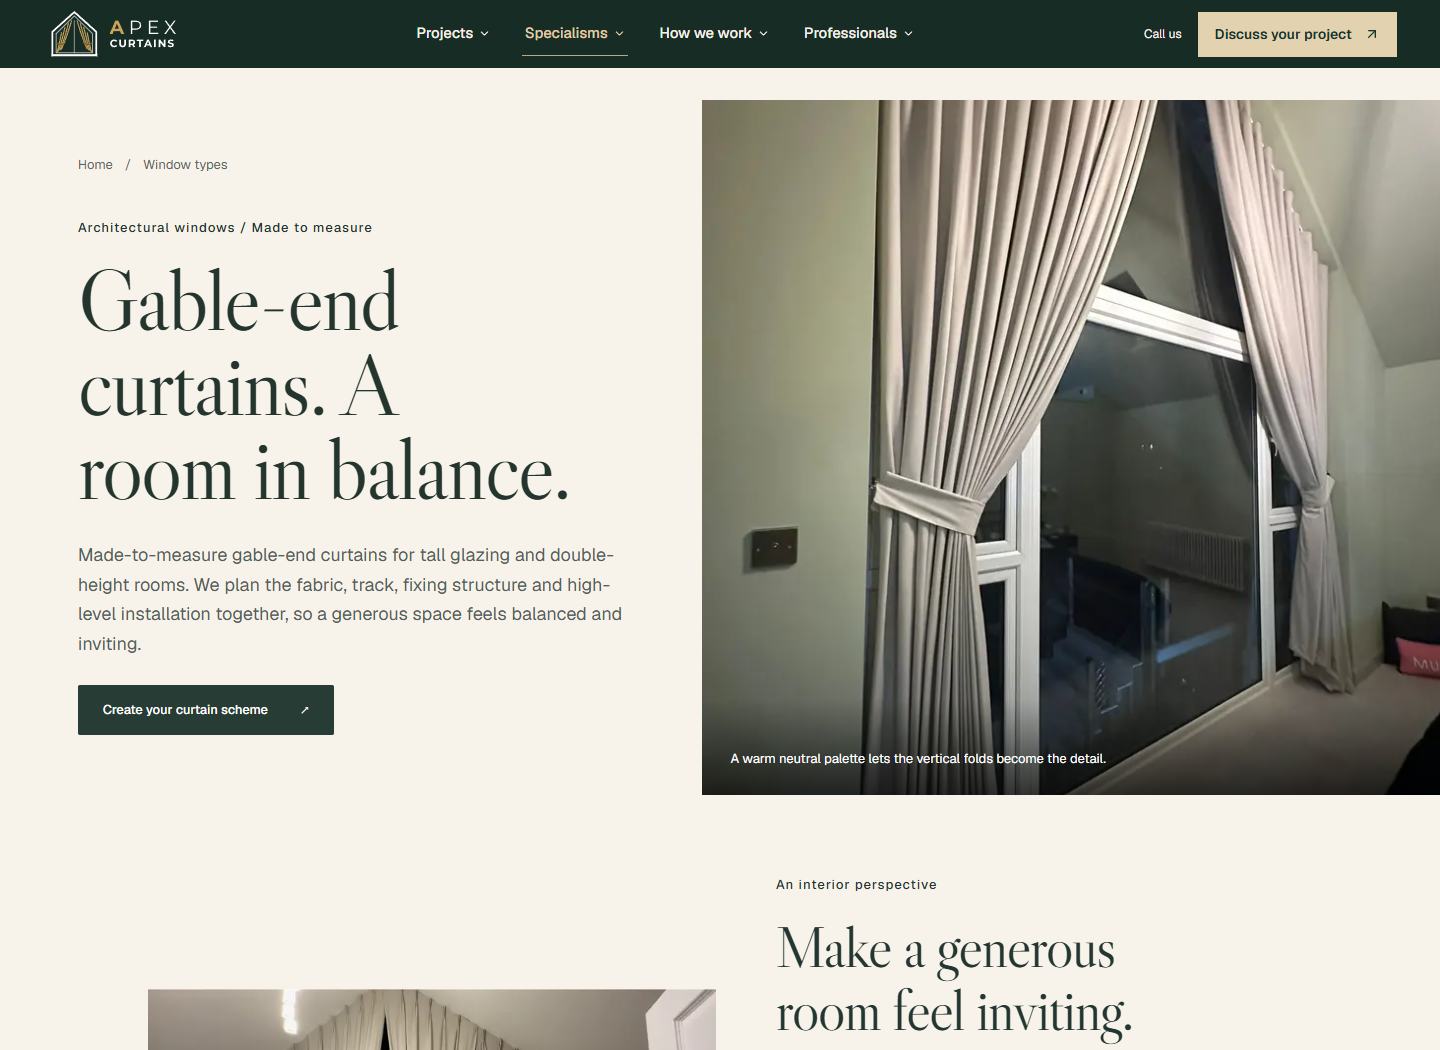 APEX
CURTAINS
Projects
Specialisms
How we work
Professionals
Call us
Discuss your project
Home / Window types
Architectural windows / Made to measure
Gable-end
curtains. A
room in balance.
Made-to-measure gable-end curtains for tall glazing and double-
height rooms. We plan the fabric, track, fixing structure and high-
level installation together, so a generous space feels balanced and
inviting.
Create your curtain scheme
MU
A warm neutral palette lets the vertical folds become the detail.
An interior perspective
Make a generous
room feel inviting.